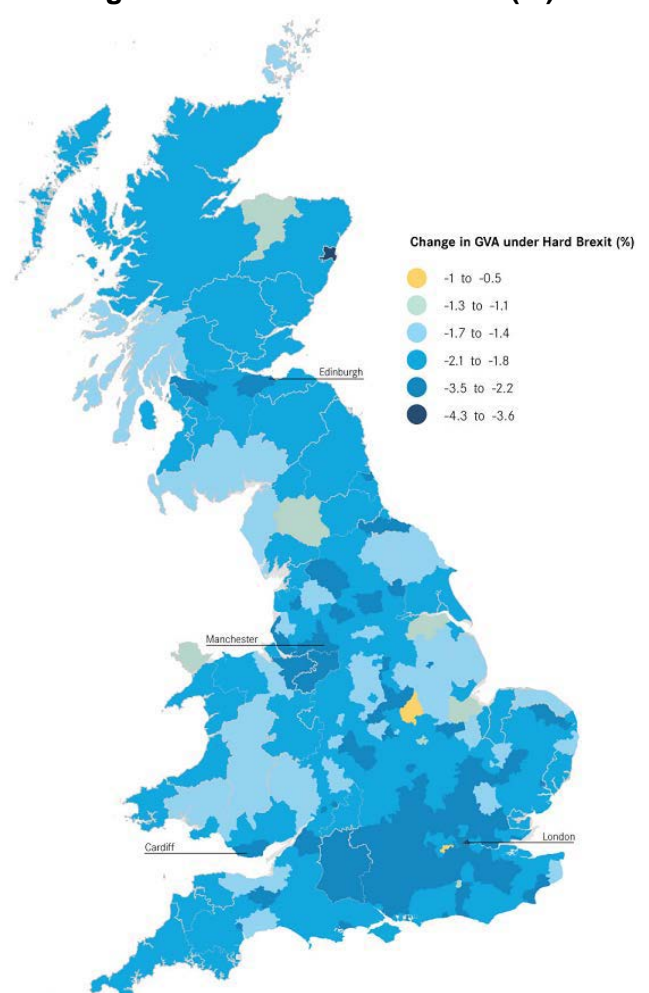 Change in GVA under Hard Brexit (%)
-1 to -0.5
-1.3 to -1.1
-1.7 to -1.4
-2.1 to -1.8
-3.5 to -2.2
-4.3 to -3.6
Edinburgh
Manchester
London
Cardiff